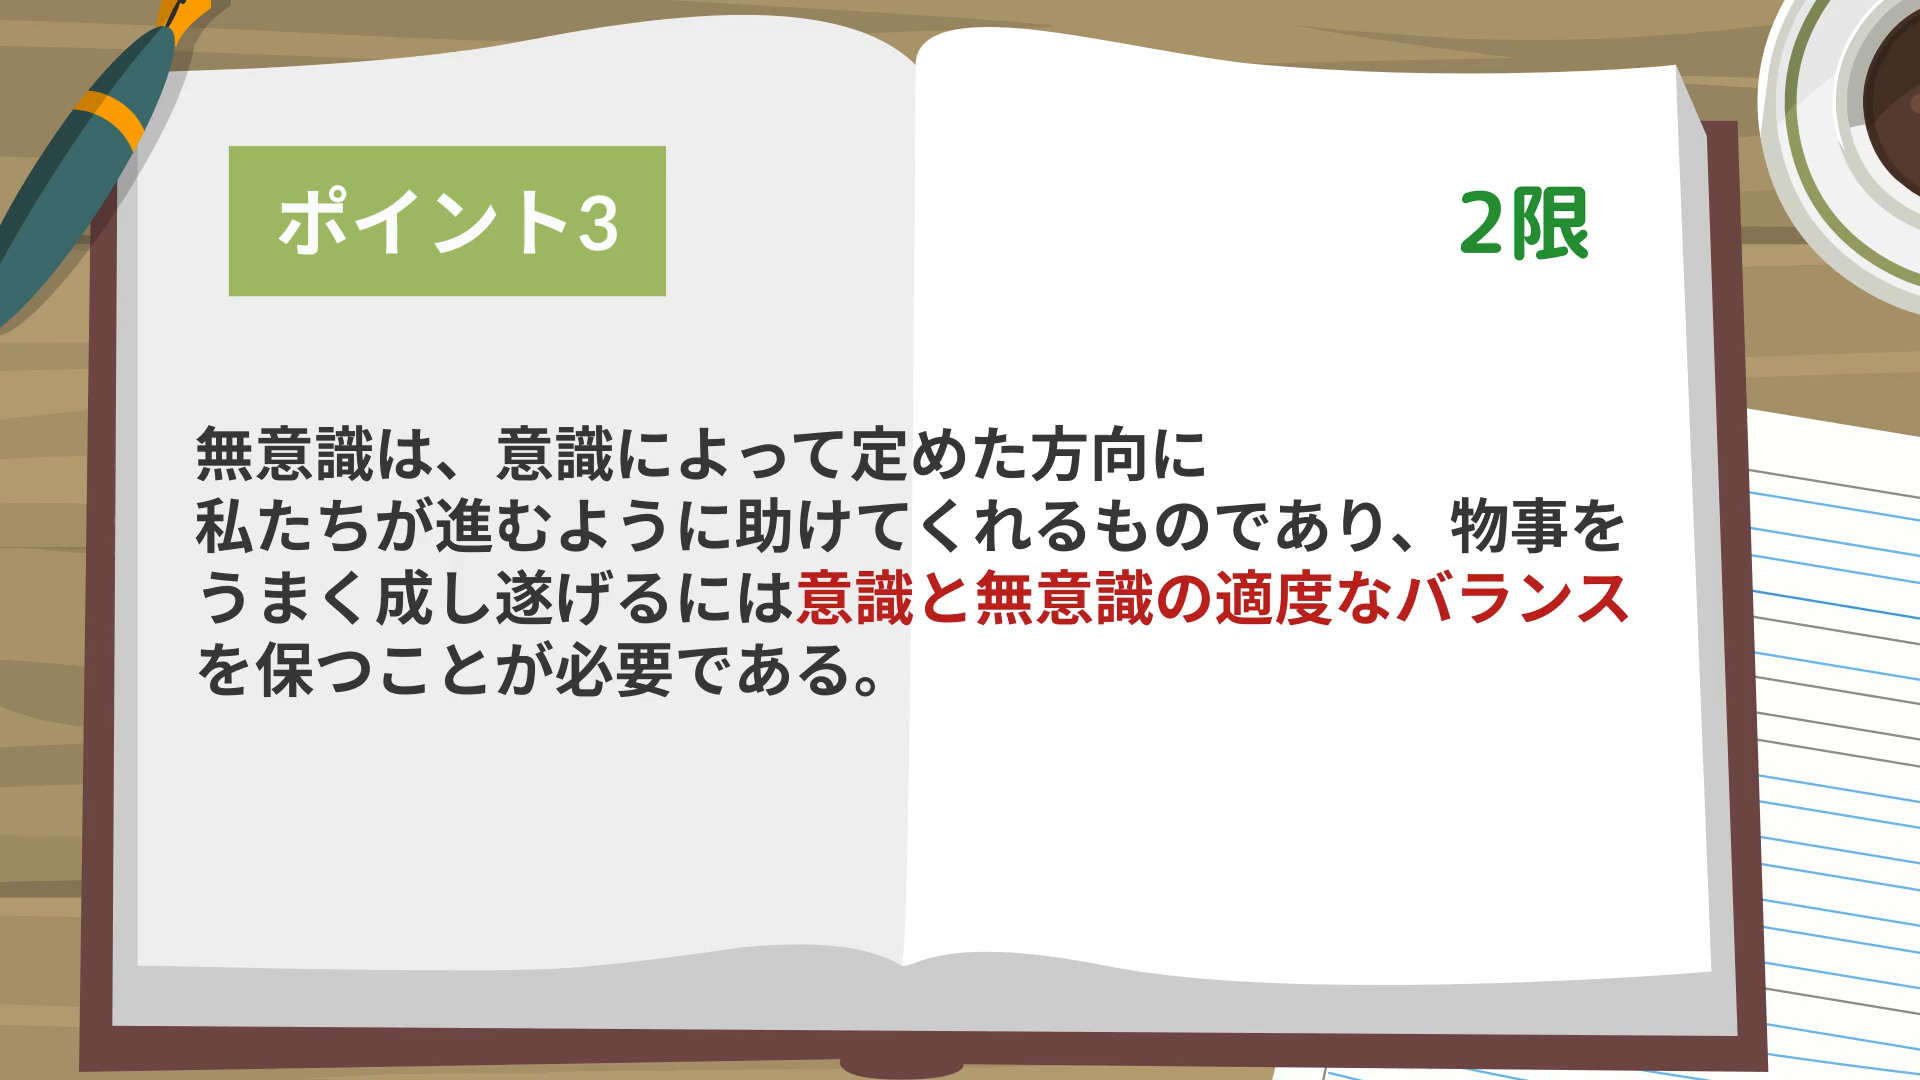 ポイント3
2限
無意識は、意識によって定めた方向に
私たちが進むように助けてくれるものであり、物事を
うまく成し遂げるには意識と無意識の適度なバランス
を保つことが必要である。